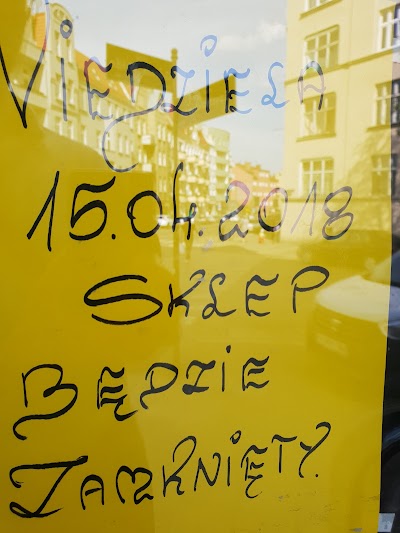 NIEDZIELA
15.04.2018
SKLEP
BĘDZIE
ZAMKNIĘTY.